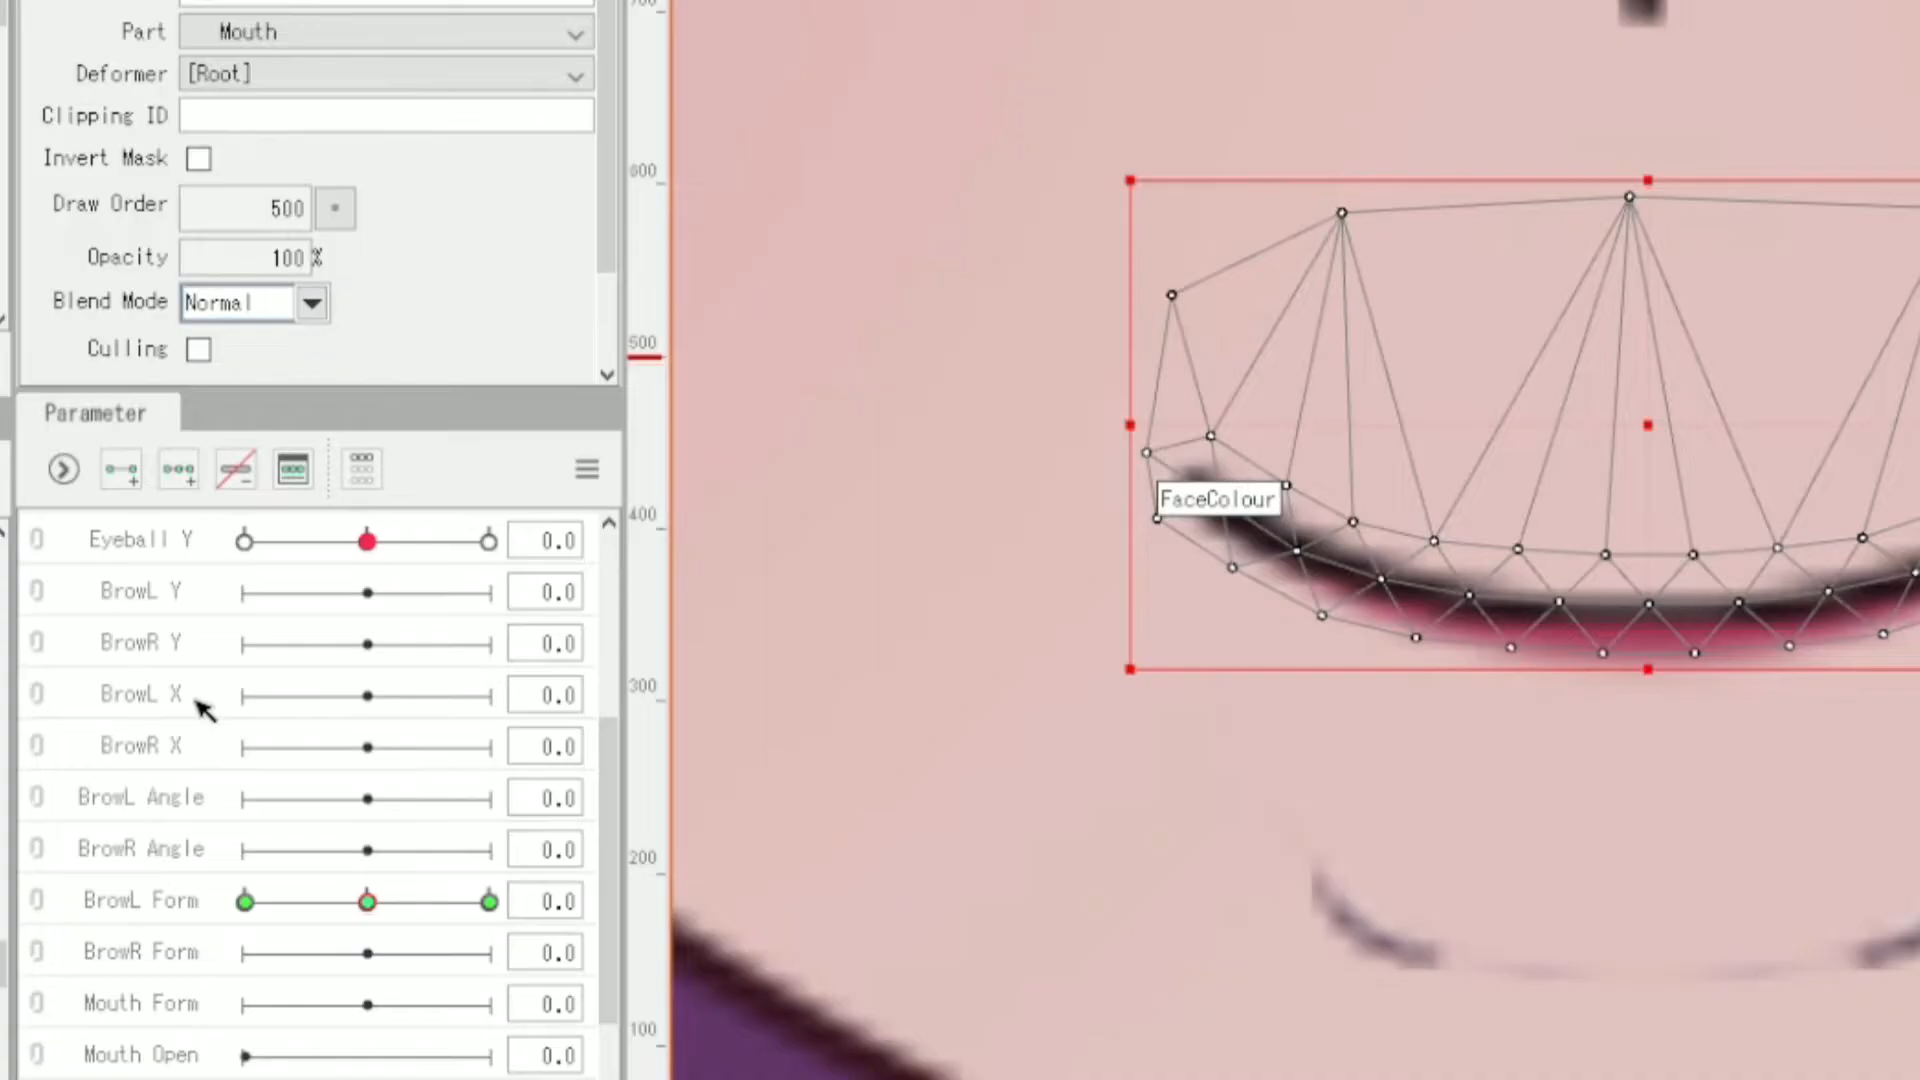 Part Mouth
Deformer [Root]
Clipping ID
Invert Mask
Draw Order 500
Opacity 100 %
Blend Mode Normal
Culling
Parameter
Eyeball Y 0.0
BrowL Y 0.0
BrowR Y 0.0
BrowL X 0.0
BrowR X 0.0
BrowL Angle 0.0
BrowR Angle 0.0
BrowL Form 0.0
BrowR Form 0.0
Mouth Form 0.0
Mouth Open 0.0
600
500
400
300
200
100
FaceColour